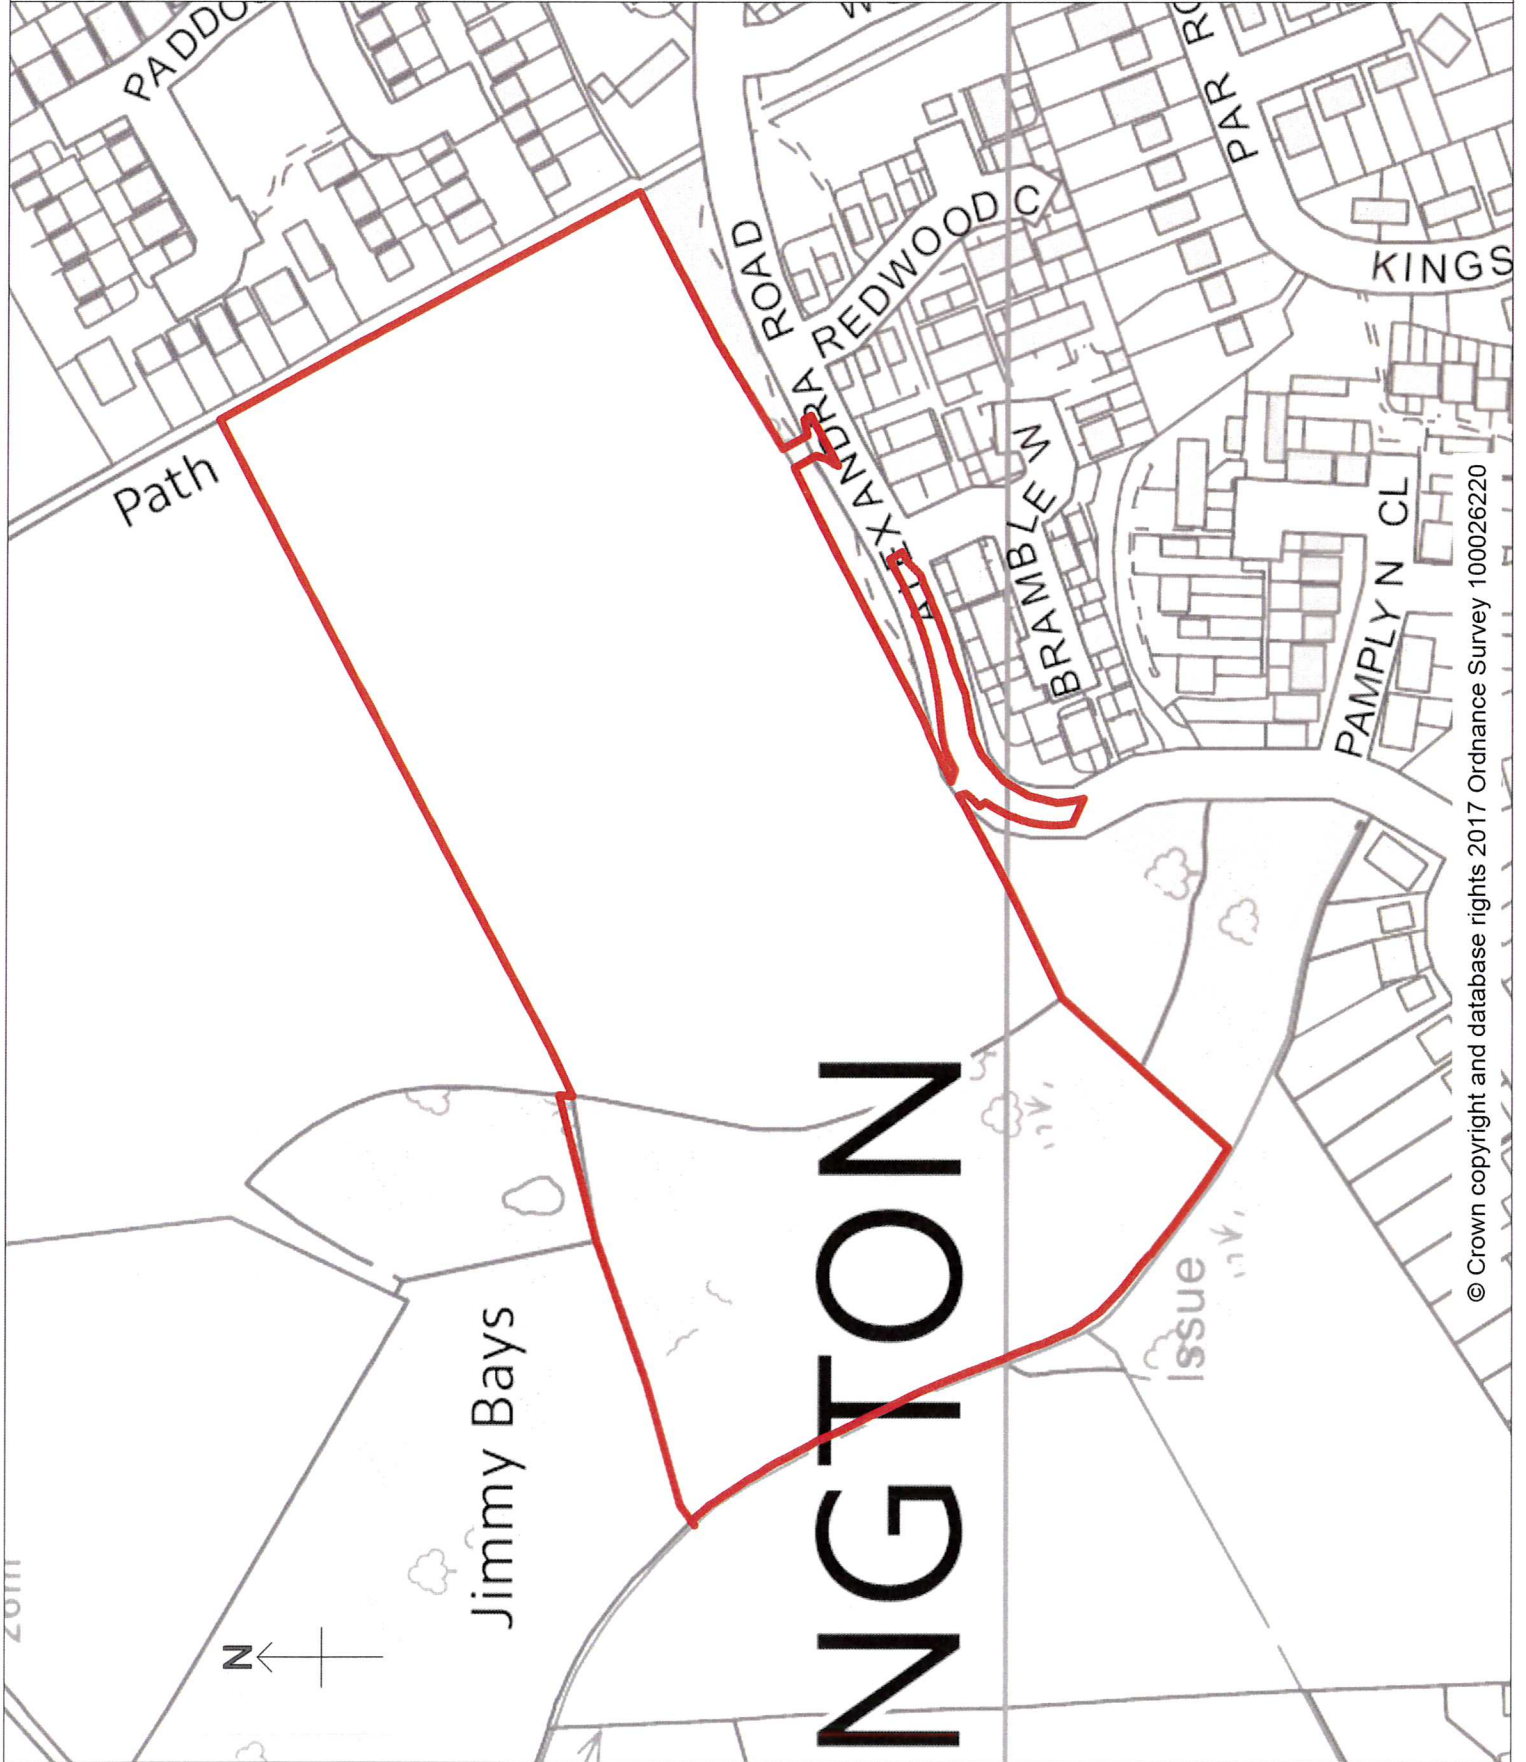 PADDO
Path
ROAD
ALEXANDRA
REDWOOD C
BRAMBLE W
PAR
KINGS
PAMPLYN CL
Jimmy Bays
NGTON
Issue
N
© Crown copyright and database rights 2017 Ordnance Survey 100026220